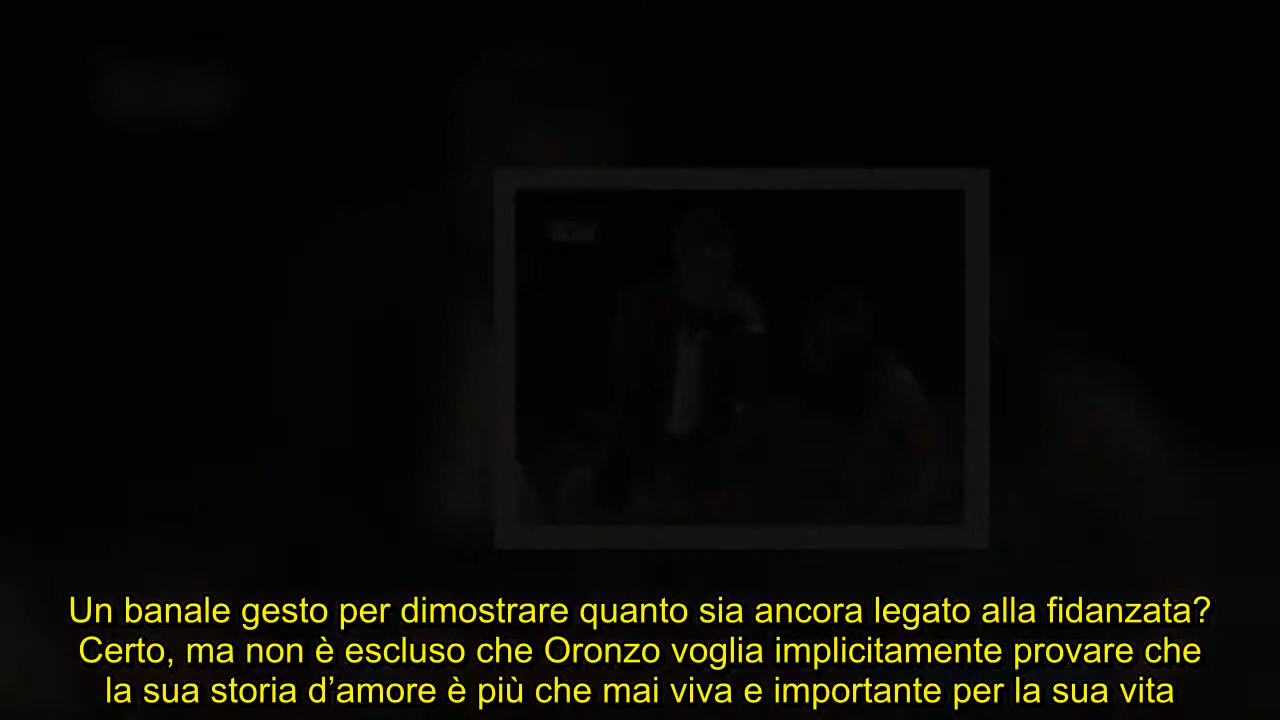 Un banale gesto per dimostrare quanto sia ancora legato alla fidanzata?
Certo, ma non è escluso che Oronzo voglia implicitamente provare che
la sua storia d’amore è più che mai viva e importante per la sua vita